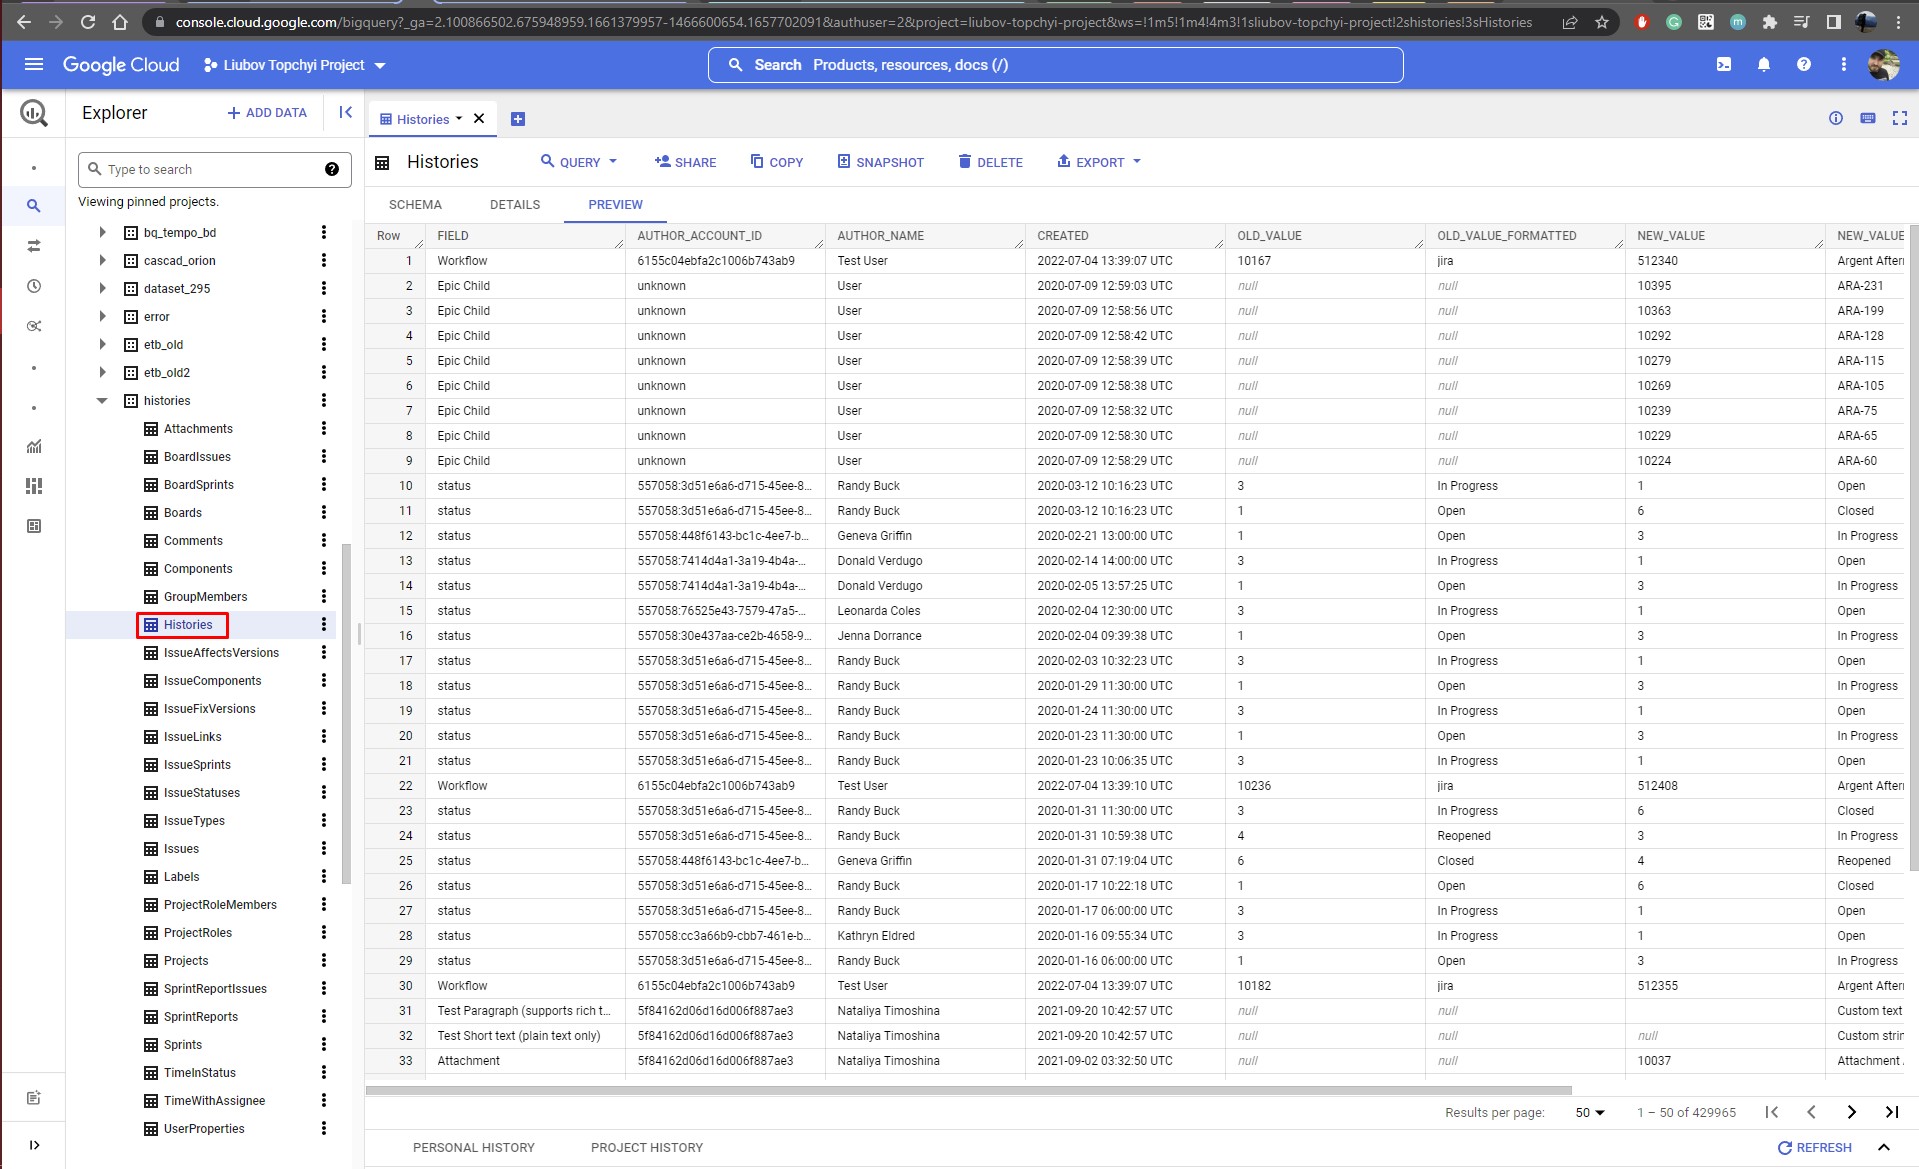 console.cloud.google.com/bigquery?_ga=2.100866502.675948959.1661379957-1466600654.1657702091&authuser=2&project=liubov-topchyi-project&ws=!1m5!1m4!4m3!1sliubov-topchyi-project!2shistories!3sHistories
Google Cloud Liubov Topchyi Project Search Products, resources, docs (/)
Explorer + ADD DATA Histories
Histories QUERY SHARE COPY SNAPSHOT DELETE EXPORT
Type to search
Viewing pinned projects.
bq_tempo_bd
cascad_orion
dataset_295
error
etb_old
etb_old2
histories
Attachments
BoardIssues
BoardSprints
Boards
Comments
Components
GroupMembers
Histories
IssueAffectsVersions
IssueComponents
IssueFixVersions
IssueLinks
IssueSprints
IssueStatuses
IssueTypes
Issues
Labels
ProjectRoleMembers
ProjectRoles
Projects
SprintReportIssues
SprintReports
Sprints
TimeInStatus
TimeWithAssignee
UserProperties
SCHEMA DETAILS PREVIEW
Row FIELD AUTHOR_ACCOUNT_ID AUTHOR_NAME CREATED OLD_VALUE OLD_VALUE_FORMATTED NEW_VALUE NEW_VALUE
1 Workflow 6155c04ebfa2c1006b743ab9 Test User 2022-07-04 13:39:07 UTC 10167 jira 512340 Argent After
2 Epic Child unknown User 2020-07-09 12:59:03 UTC null null 10395 ARA-231
3 Epic Child unknown User 2020-07-09 12:58:56 UTC null null 10363 ARA-199
4 Epic Child unknown User 2020-07-09 12:58:42 UTC null null 10292 ARA-128
5 Epic Child unknown User 2020-07-09 12:58:39 UTC null null 10279 ARA-115
6 Epic Child unknown User 2020-07-09 12:58:38 UTC null null 10269 ARA-105
7 Epic Child unknown User 2020-07-09 12:58:32 UTC null null 10239 ARA-75
8 Epic Child unknown User 2020-07-09 12:58:30 UTC null null 10229 ARA-65
9 Epic Child unknown User 2020-07-09 12:58:29 UTC null null 10224 ARA-60
10 status 557058:3d51e6a6-d715-45ee-8... Randy Buck 2020-03-12 10:16:23 UTC 3 In Progress 1 Open
11 status 557058:3d51e6a6-d715-45ee-8... Randy Buck 2020-03-12 10:16:23 UTC 1 Open 6 Closed
12 status 557058:448f6143-bc1c-4ee7-b... Geneva Griffin 2020-02-21 13:00:00 UTC 1 Open 3 In Progress
13 status 557058:7414d4a1-3a19-4b4a-... Donald Verdugo 2020-02-14 14:00:00 UTC 3 In Progress 1 Open
14 status 557058:7414d4a1-3a19-4b4a-... Donald Verdugo 2020-02-05 13:57:25 UTC 1 Open 3 In Progress
15 status 557058:76525e43-7579-47a5-... Leonarda Coles 2020-02-04 12:30:00 UTC 3 In Progress 1 Open
16 status 557058:30e437aa-ce2b-4658-9... Jenna Dorrance 2020-02-04 09:39:38 UTC 1 Open 3 In Progress
17 status 557058:3d51e6a6-d715-45ee-8... Randy Buck 2020-02-03 10:32:23 UTC 3 In Progress 1 Open
18 status 557058:3d51e6a6-d715-45ee-8... Randy Buck 2020-01-29 11:30:00 UTC 1 Open 3 In Progress
19 status 557058:3d51e6a6-d715-45ee-8... Randy Buck 2020-01-24 11:30:00 UTC 3 In Progress 1 Open
20 status 557058:3d51e6a6-d715-45ee-8... Randy Buck 2020-01-23 11:30:00 UTC 1 Open 3 In Progress
21 status 557058:3d51e6a6-d715-45ee-8... Randy Buck 2020-01-23 10:06:35 UTC 3 In Progress 1 Open
22 Workflow 6155c04ebfa2c1006b743ab9 Test User 2022-07-04 13:39:10 UTC 10236 jira 512408 Argent After
23 status 557058:3d51e6a6-d715-45ee-8... Randy Buck 2020-01-31 11:30:00 UTC 3 In Progress 6 Closed
24 status 557058:3d51e6a6-d715-45ee-8... Randy Buck 2020-01-31 10:59:38 UTC 4 Reopened 3 In Progress
25 status 557058:448f6143-bc1c-4ee7-b... Geneva Griffin 2020-01-31 07:19:04 UTC 6 Closed 4 Reopened
26 status 557058:3d51e6a6-d715-45ee-8... Randy Buck 2020-01-17 10:22:18 UTC 1 Open 6 Closed
27 status 557058:3d51e6a6-d715-45ee-8... Randy Buck 2020-01-17 06:00:00 UTC 3 In Progress 1 Open
28 status 557058:cc3a66b9-cbb7-461e-b... Kathryn Eldred 2020-01-16 09:55:34 UTC 3 In Progress 1 Open
29 status 557058:3d51e6a6-d715-45ee-8... Randy Buck 2020-01-16 06:00:00 UTC 1 Open 3 In Progress
30 Workflow 6155c04ebfa2c1006b743ab9 Test User 2022-07-04 13:39:07 UTC 10182 jira 512355 Argent After
31 Test Paragraph (supports rich t... 5f84162d06d16d006f887ae3 Nataliya Timoshina 2021-09-20 10:42:57 UTC null null Custom text
32 Test Short text (plain text only) 5f84162d06d16d006f887ae3 Nataliya Timoshina 2021-09-20 10:42:57 UTC null null null Custom strin
33 Attachment 5f84162d06d16d006f887ae3 Nataliya Timoshina 2021-09-02 03:32:50 UTC null null 10037 Attachment
Results per page: 50 1 – 50 of 429965
PERSONAL HISTORY PROJECT HISTORY REFRESH